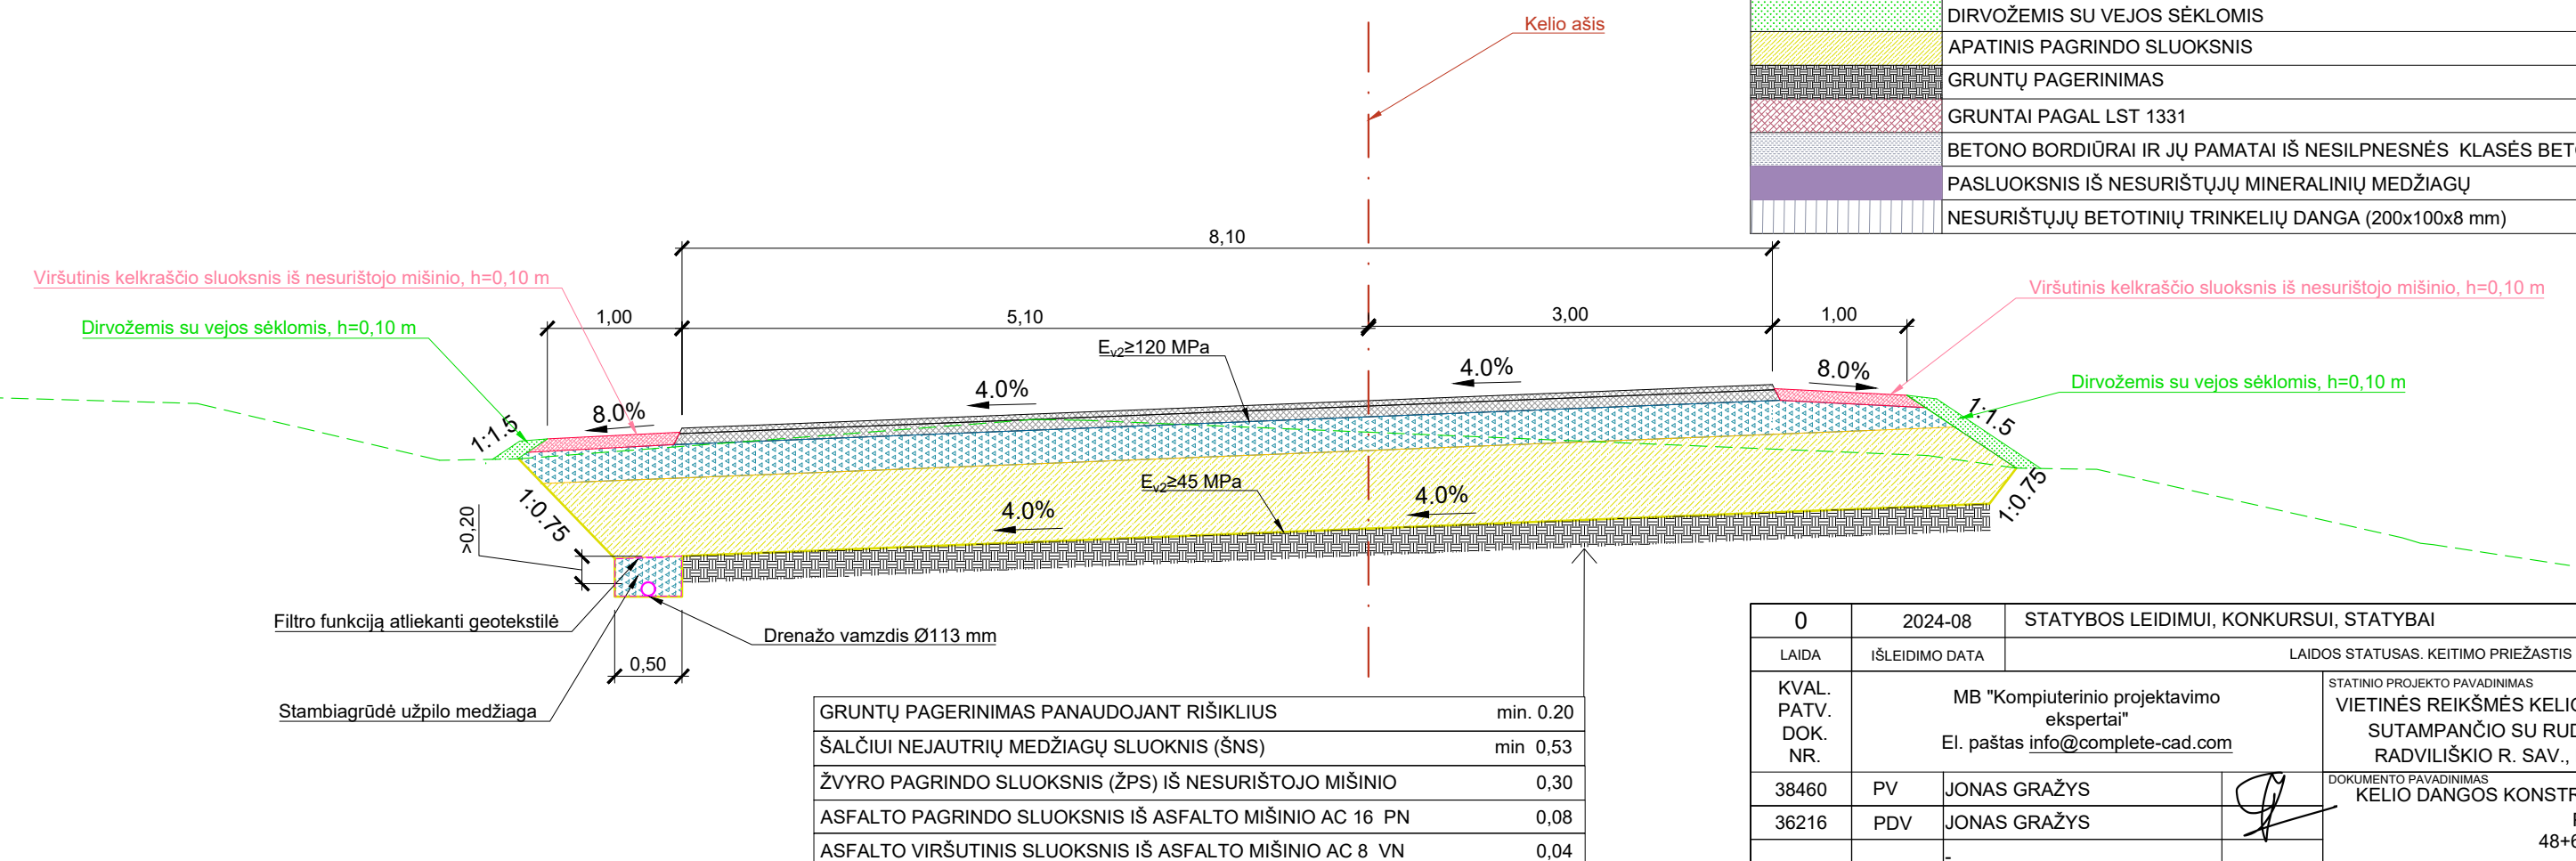 Kelio ašis
DIRVOŽEMIS SU VEJOS SĖKLOMIS
APATINIS PAGRINDO SLUOKSNIS
GRUNTŲ PAGERINIMAS
GRUNTAI PAGAL LST 1331
BETONO BORDIŪRAI IR JŲ PAMATAI IŠ NESILPNESNĖS KLASĖS
PASLUOKSNIS IŠ NESURIŠTŲJŲ MINERALINIŲ MEDŽIAGŲ
NESURIŠTŲJŲ BETOTINIŲ TRINKELIŲ DANGA (200x100x8 mm)
8,10
Viršutinis kelkraščio sluoksnis iš nesurištojo mišinio, h=0,10 m
Viršutinis kelkraščio sluoksnis iš nesurištojo mišinio, h=0,10 m
Dirvožemis su vejos sėklomis, h=0,10 m
1,00
5,10
3,00
1,00
Ev2≥120 MPa
4.0%
4.0%
8.0%
Dirvožemis su vejos sėklomis, h=0,10 m
8.0%
1:1.5
1:1.5
Ev2≥45 MPa
4.0%
4.0%
1:0.75
1:0.75
>0,20
Filtro funkciją atliekanti geotekstilė
Drenažo vamzdis Ø113 mm
0,50
Stambiagrūdė užpilo medžiaga
GRUNTŲ PAGERINIMAS PANAUDOJANT RIŠIKLIUS min. 0.20
ŠALČIUI NEJAUTRIŲ MEDŽIAGŲ SLUOKNIS (ŠNS) min 0,53
ŽVYRO PAGRINDO SLUOKSNIS (ŽPS) IŠ NESURIŠTOJO MIŠINIO 0,30
ASFALTO PAGRINDO SLUOKSNIS IŠ ASFALTO MIŠINIO AC 16 PN 0,08
ASFALTO VIRŠUTINIS SLUOKSNIS IŠ ASFALTO MIŠINIO AC 8 VN 0,04
0 2024-08 STATYBOS LEIDIMUI, KONKURSUI, STATYBAI
LAIDA IŠLEIDIMO DATA LAIDOS STATUSAS. KEITIMO PRIEŽASTIS
KVAL.
PATV.
DOK.
NR.
MB "Kompiuterinio projektavimo
ekspertai"
El. paštas info@complete-cad.com
STATINIO PROJEKTO PAVADINIMAS
VIETINĖS REIKŠMĖS KELIO
SUTAMPANČIO SU RUD
RADVILIŠKIO R. SAV.,
38460 PV JONAS GRAŽYS
36216 PDV JONAS GRAŽYS
-
DOKUMENTO PAVADINIMAS
KELIO DANGOS KONSTR
48+6